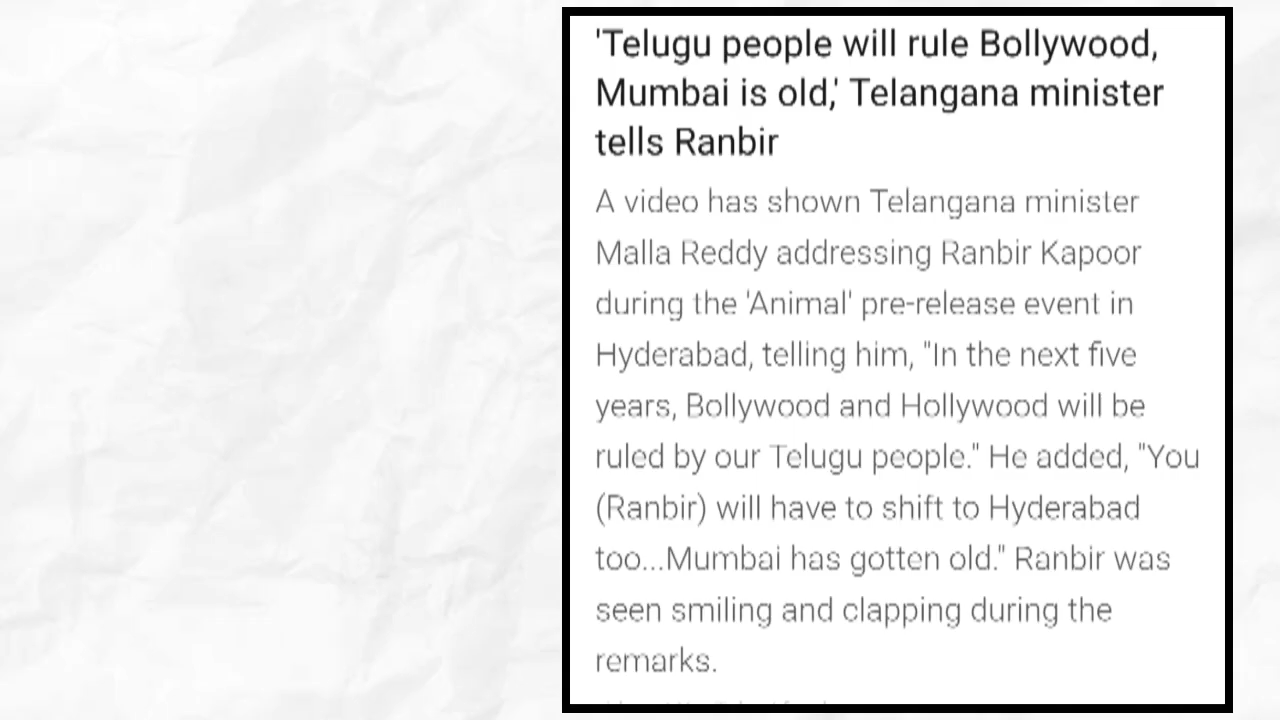 'Telugu people will rule Bollywood,
Mumbai is old,' Telangana minister
tells Ranbir
A video has shown Telangana minister
Malla Reddy addressing Ranbir Kapoor
during the 'Animal' pre-release event in
Hyderabad, telling him, "In the next five
years, Bollywood and Hollywood will be
ruled by our Telugu people." He added, "You
(Ranbir) will have to shift to Hyderabad
too...Mumbai has gotten old." Ranbir was
seen smiling and clapping during the
remarks.